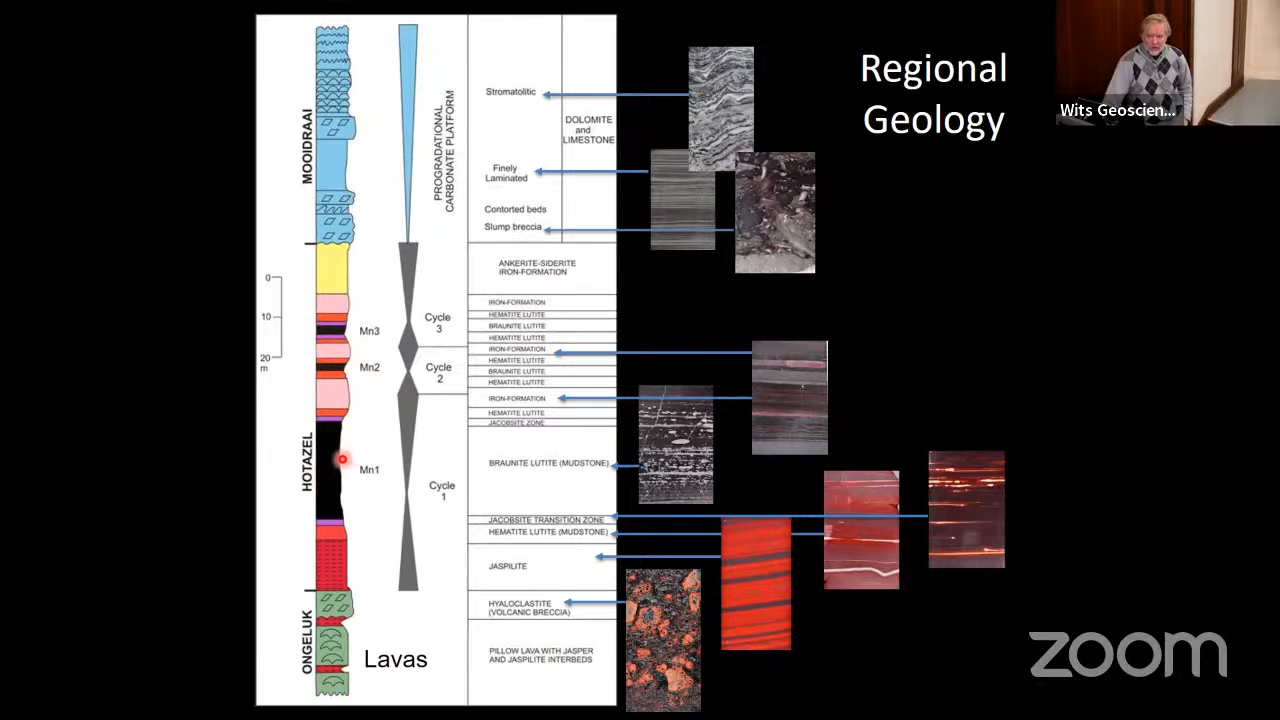 Regional
Geology
Wits Geoscien...
MOOIDRAAI
HOTAZEL
ONGELUK
0
10
20
m
Mn3
Mn2
Mn1
Lavas
PROGRADATIONAL
CARBONATE PLATFORM
Cycle
3
Cycle
2
Cycle
1
Stromatolitic
DOLOMITE
and
LIMESTONE
Finely
Laminated
Contorted beds
Slump breccia
ANKERITE-SIDERITE
IRON-FORMATION
IRON-FORMATION
HEMATITE LUTITE
BRAUNITE LUTITE
HEMATITE LUTITE
IRON-FORMATION
HEMATITE LUTITE
BRAUNITE LUTITE
HEMATITE LUTITE
IRON-FORMATION
HEMATITE LUTITE
JACOBSITE ZONE
BRAUNITE LUTITE (MUDSTONE)
JACOBSITE TRANSITION ZONE
HEMATITE LUTITE (MUDSTONE)
JASPILITE
HYALOCLASTITE
(VOLCANIC BRECCIA)
PILLOW LAVA WITH JASPER
AND JASPILITE INTERBEDS
zoom